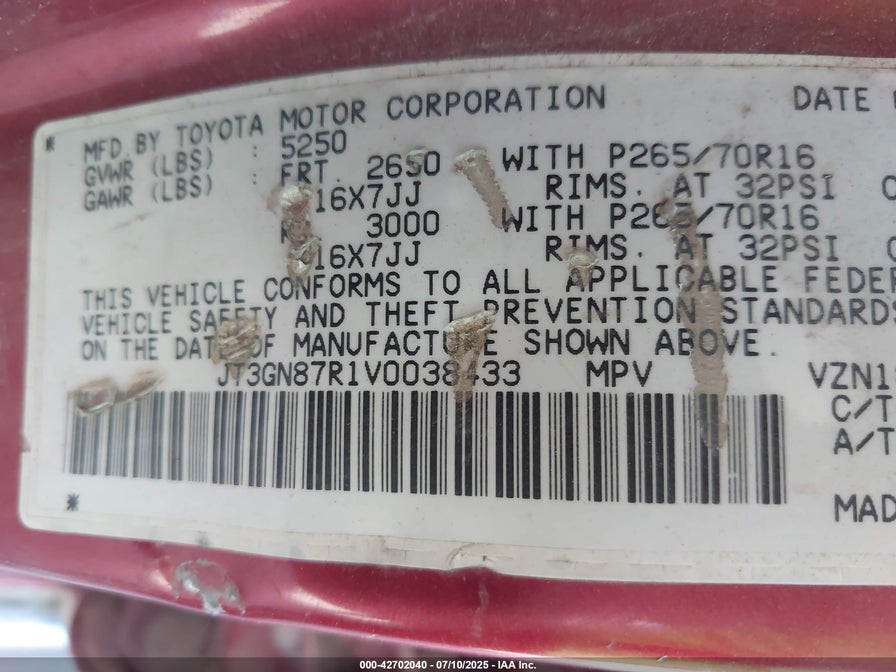 * MFD. BY TOYOTA MOTOR CORPORATION DATE
GVWR (LBS) : 5250
GAWR (LBS) : FRT. 2650 WITH P265/70R16
16X7JJ RIMS. AT 32PSI C
3000 WITH P265/70R16
16X7JJ RIMS. AT 32PSI C
THIS VEHICLE CONFORMS TO ALL APPLICABLE FEDER
VEHICLE SAFETY AND THEFT PREVENTION STANDARDS
ON THE DATE OF MANUFACTURE SHOWN ABOVE.
JT3GN87R1V0038433 MPV VZN1
C/T
A/T
* MAD
000-42702040 - 07/10/2025 - IAA Inc.